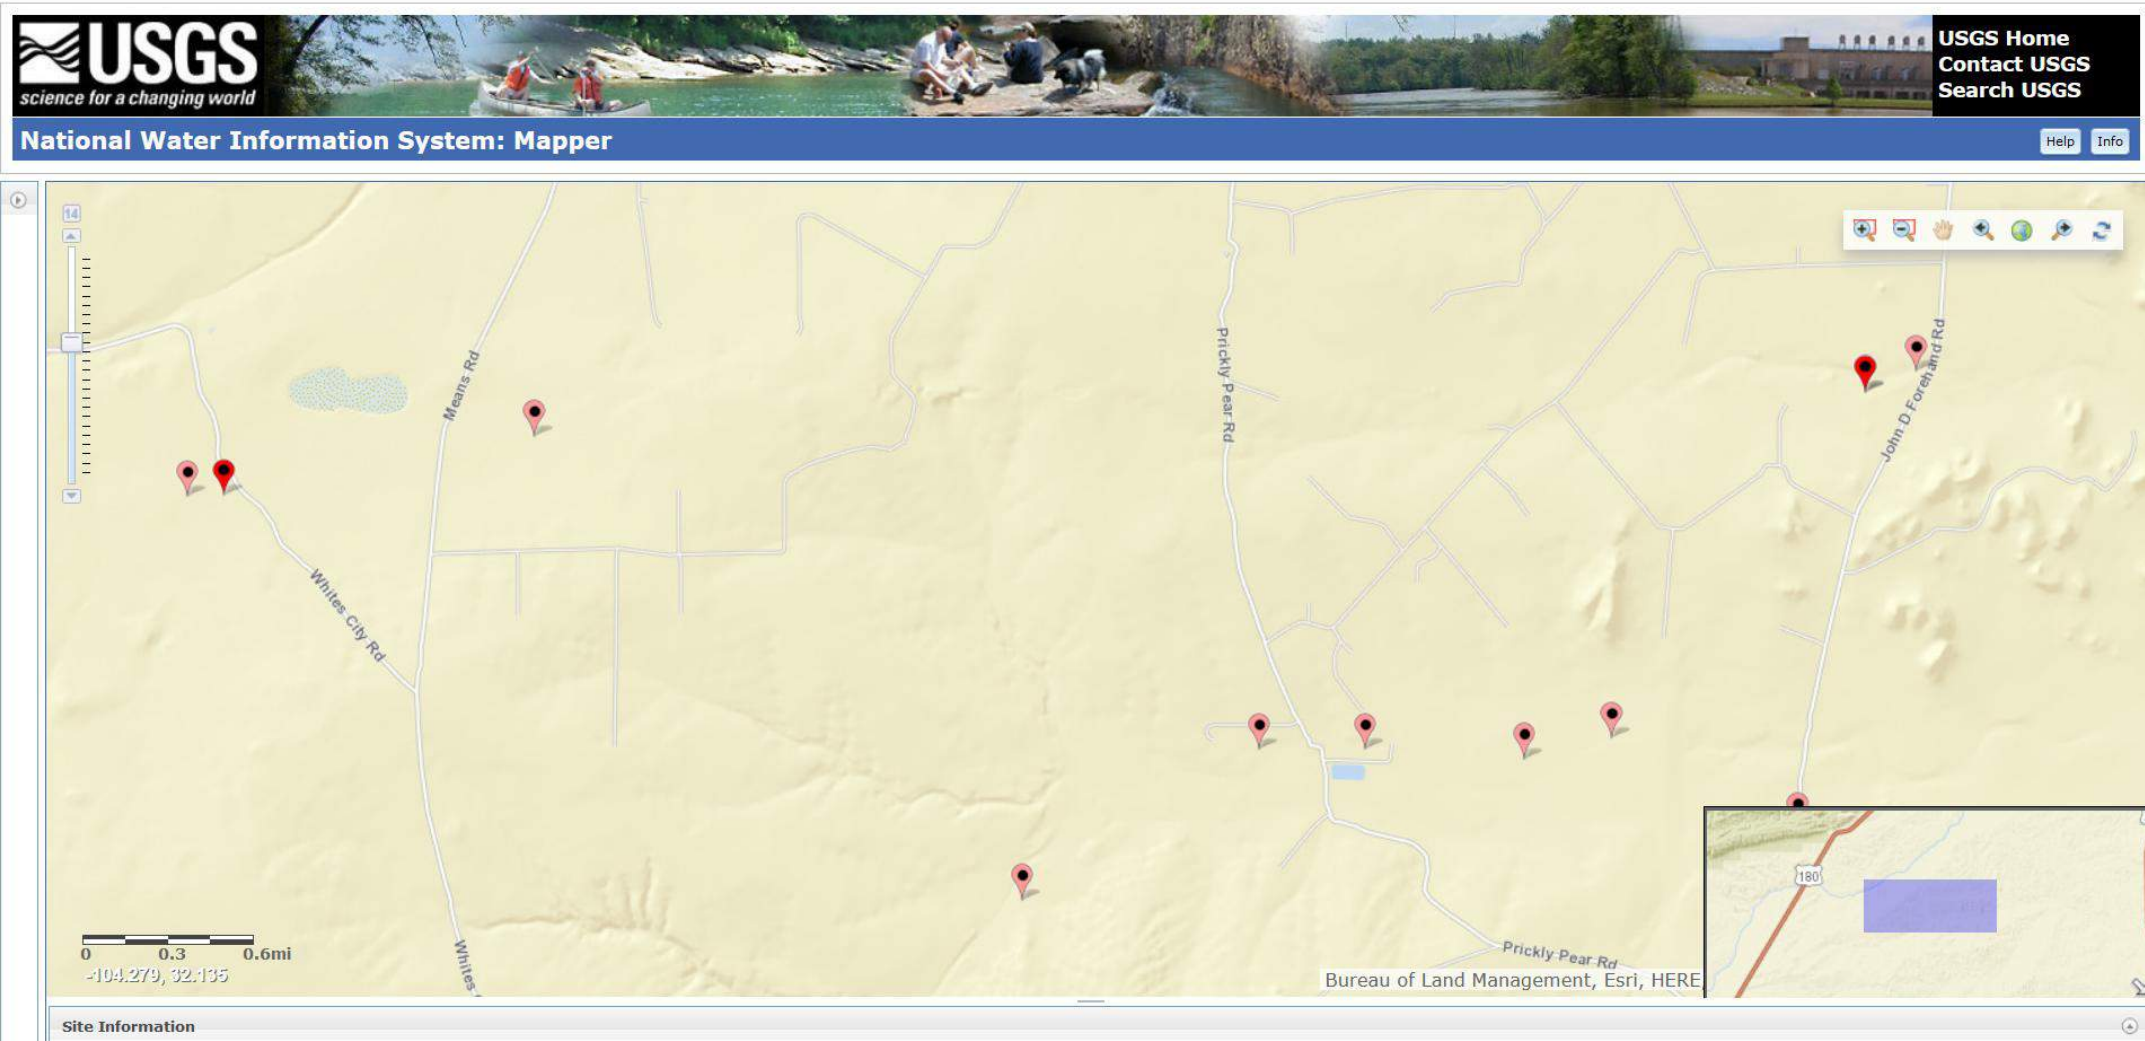 USGS
science for a changing world
USGS Home
Contact USGS
Search USGS
National Water Information System: Mapper
Help
Info
14
Means Rd
Prickly Pear Rd
John D Forehand Rd
Whites City Rd
Whites
Prickly Pear Rd
180
0 0.3 0.6mi
-104.279, 32.135
Bureau of Land Management, Esri, HERE,
Site Information